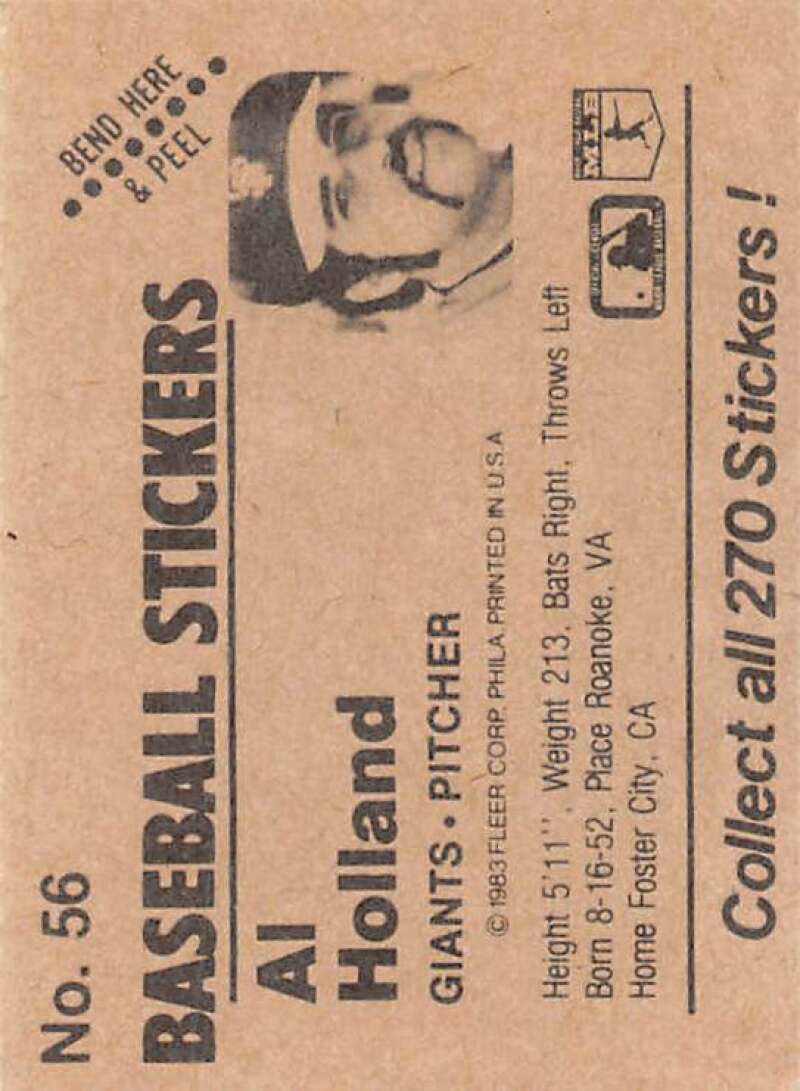 No. 56
BEND HERE
& PEEL
BASEBALL STICKERS
Al
Holland
GIANTS • PITCHER
© 1983 FLEER CORP. PHILA. PRINTED IN U.S.A
Height 5'11'', Weight 213, Bats Right, Throws Left
Born 8-16-52, Place Roanoke, VA
Home Foster City, CA
Collect all 270 Stickers!